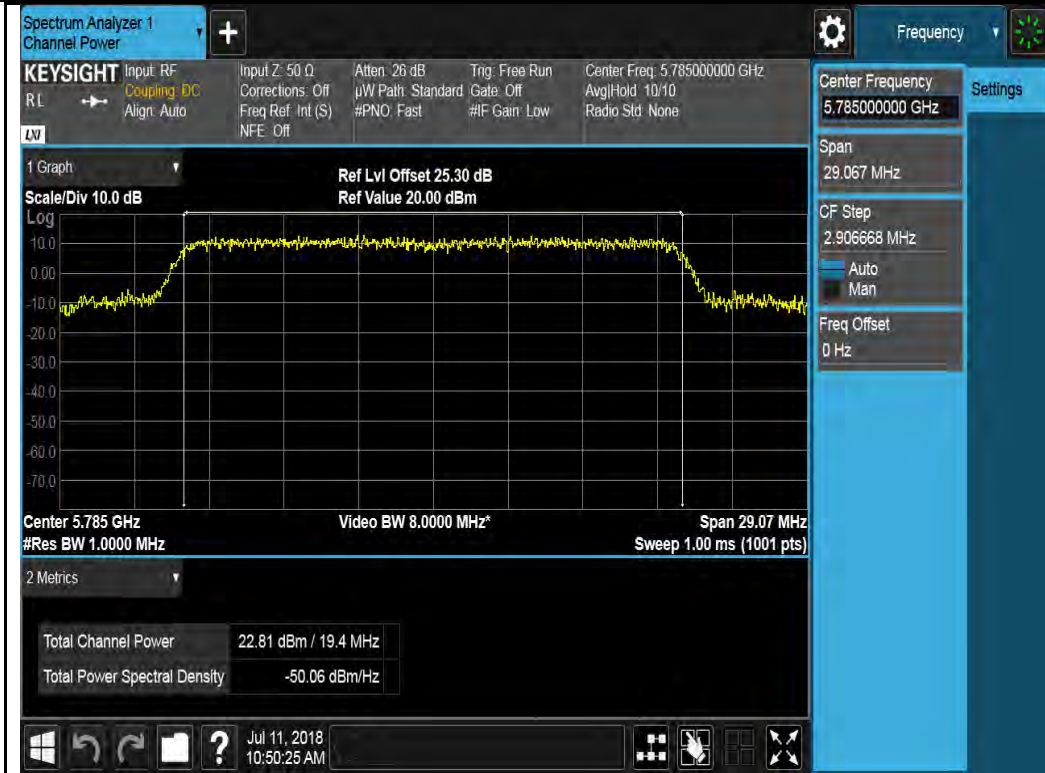 Spectrum Analyzer 1
Channel Power
+
Frequency
KEYSIGHT
RL
LXI
Input: RF
Coupling: DC
Align: Auto
Input Z: 50 Ω
Corrections: Off
Freq Ref: Int (S)
NFE: Off
Atten: 26 dB
µW Path: Standard
#PNO: Fast
Trig: Free Run
Gate: Off
#IF Gain: Low
Center Freq: 5.785000000 GHz
Avg|Hold: 10/10
Radio Std: None
Center Frequency
5.785000000 GHz
Settings
Span
29.067 MHz
CF Step
2.906668 MHz
Auto
Man
Freq Offset
0 Hz
1 Graph
Scale/Div 10.0 dB
Ref Lvl Offset 25.30 dB
Ref Value 20.00 dBm
Log
10.0
0.00
-10.0
-20.0
-30.0
-40.0
-50.0
-60.0
-70.0
Center 5.785 GHz
#Res BW 1.0000 MHz
Video BW 8.0000 MHz*
Span 29.07 MHz
Sweep 1.00 ms (1001 pts)
2 Metrics
Total Channel Power 22.81 dBm / 19.4 MHz
Total Power Spectral Density -50.06 dBm/Hz
?
Jul 11, 2018
10:50:25 AM